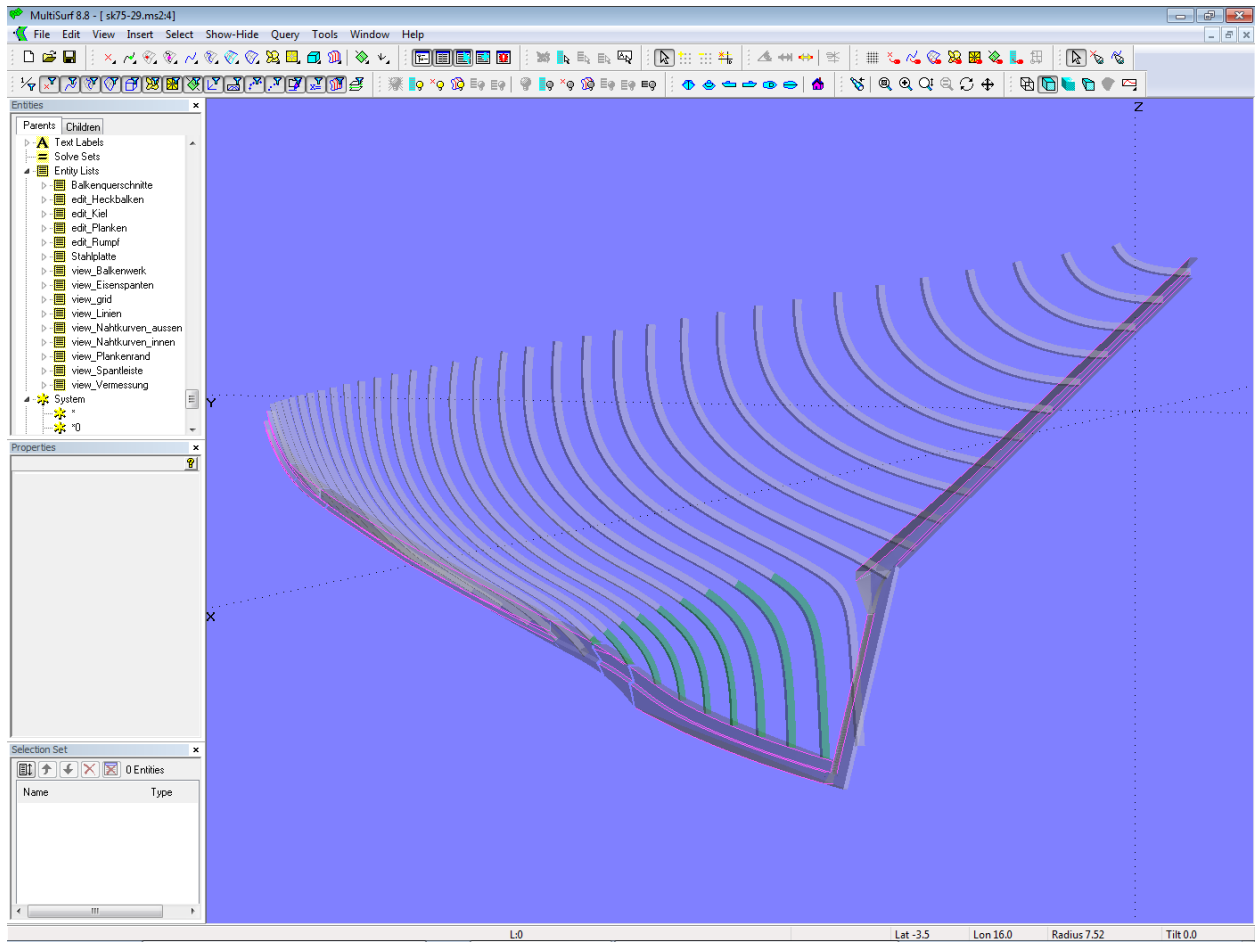 MultiSurf 8.8 - [ sk75-29.ms2:4]
File Edit View Insert Select Show-Hide Query Tools Window Help
Entities
Parents Children
Text Labels
Solve Sets
Entity Lists
Balkenquerschnitte
edit_Heckbalken
edit_Kiel
edit_Planken
edit_Rumpf
Stahlplatte
view_Balkenwerk
view_Eisenspanten
view_grid
view_Linien
view_Nahtkurven_aussen
view_Nahtkurven_innen
view_Plankenrand
view_Spantleiste
view_Vermessung
System
*
*0
Properties
Selection Set
0 Entities
Name Type
Z
Y
X
L:0 Lat -3.5 Lon 16.0 Radius 7.52 Tilt 0.0